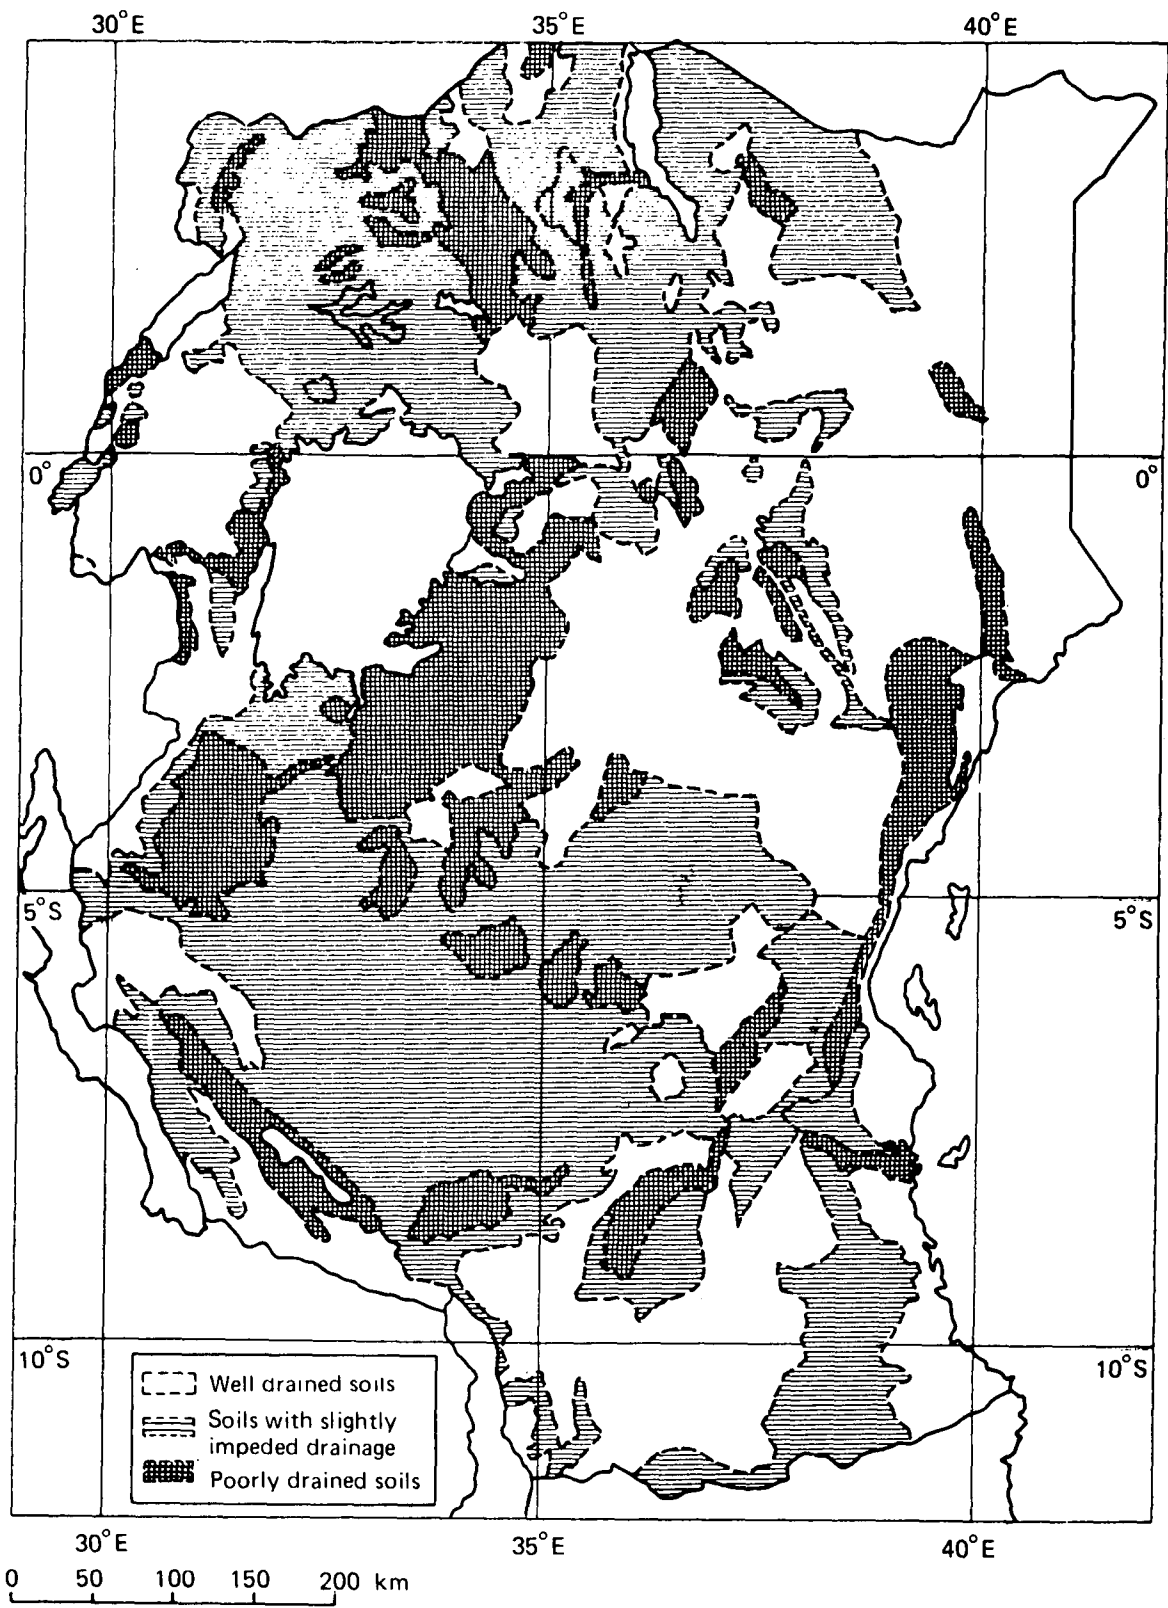 30°E 35°E 40°E
0° 0°
5°S 5°S
10°S 10°S
Well drained soils
Soils with slightly
impeded drainage
Poorly drained soils
30°E 35°E 40°E
0 50 100 150 200 km